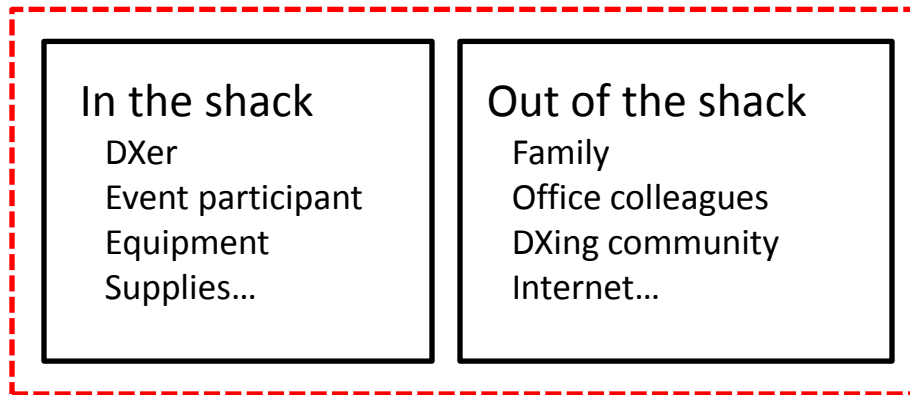 In the shack
DXer
Event participant
Equipment
Supplies…
Out of the shack
Family
Office colleagues
DXing community
Internet…